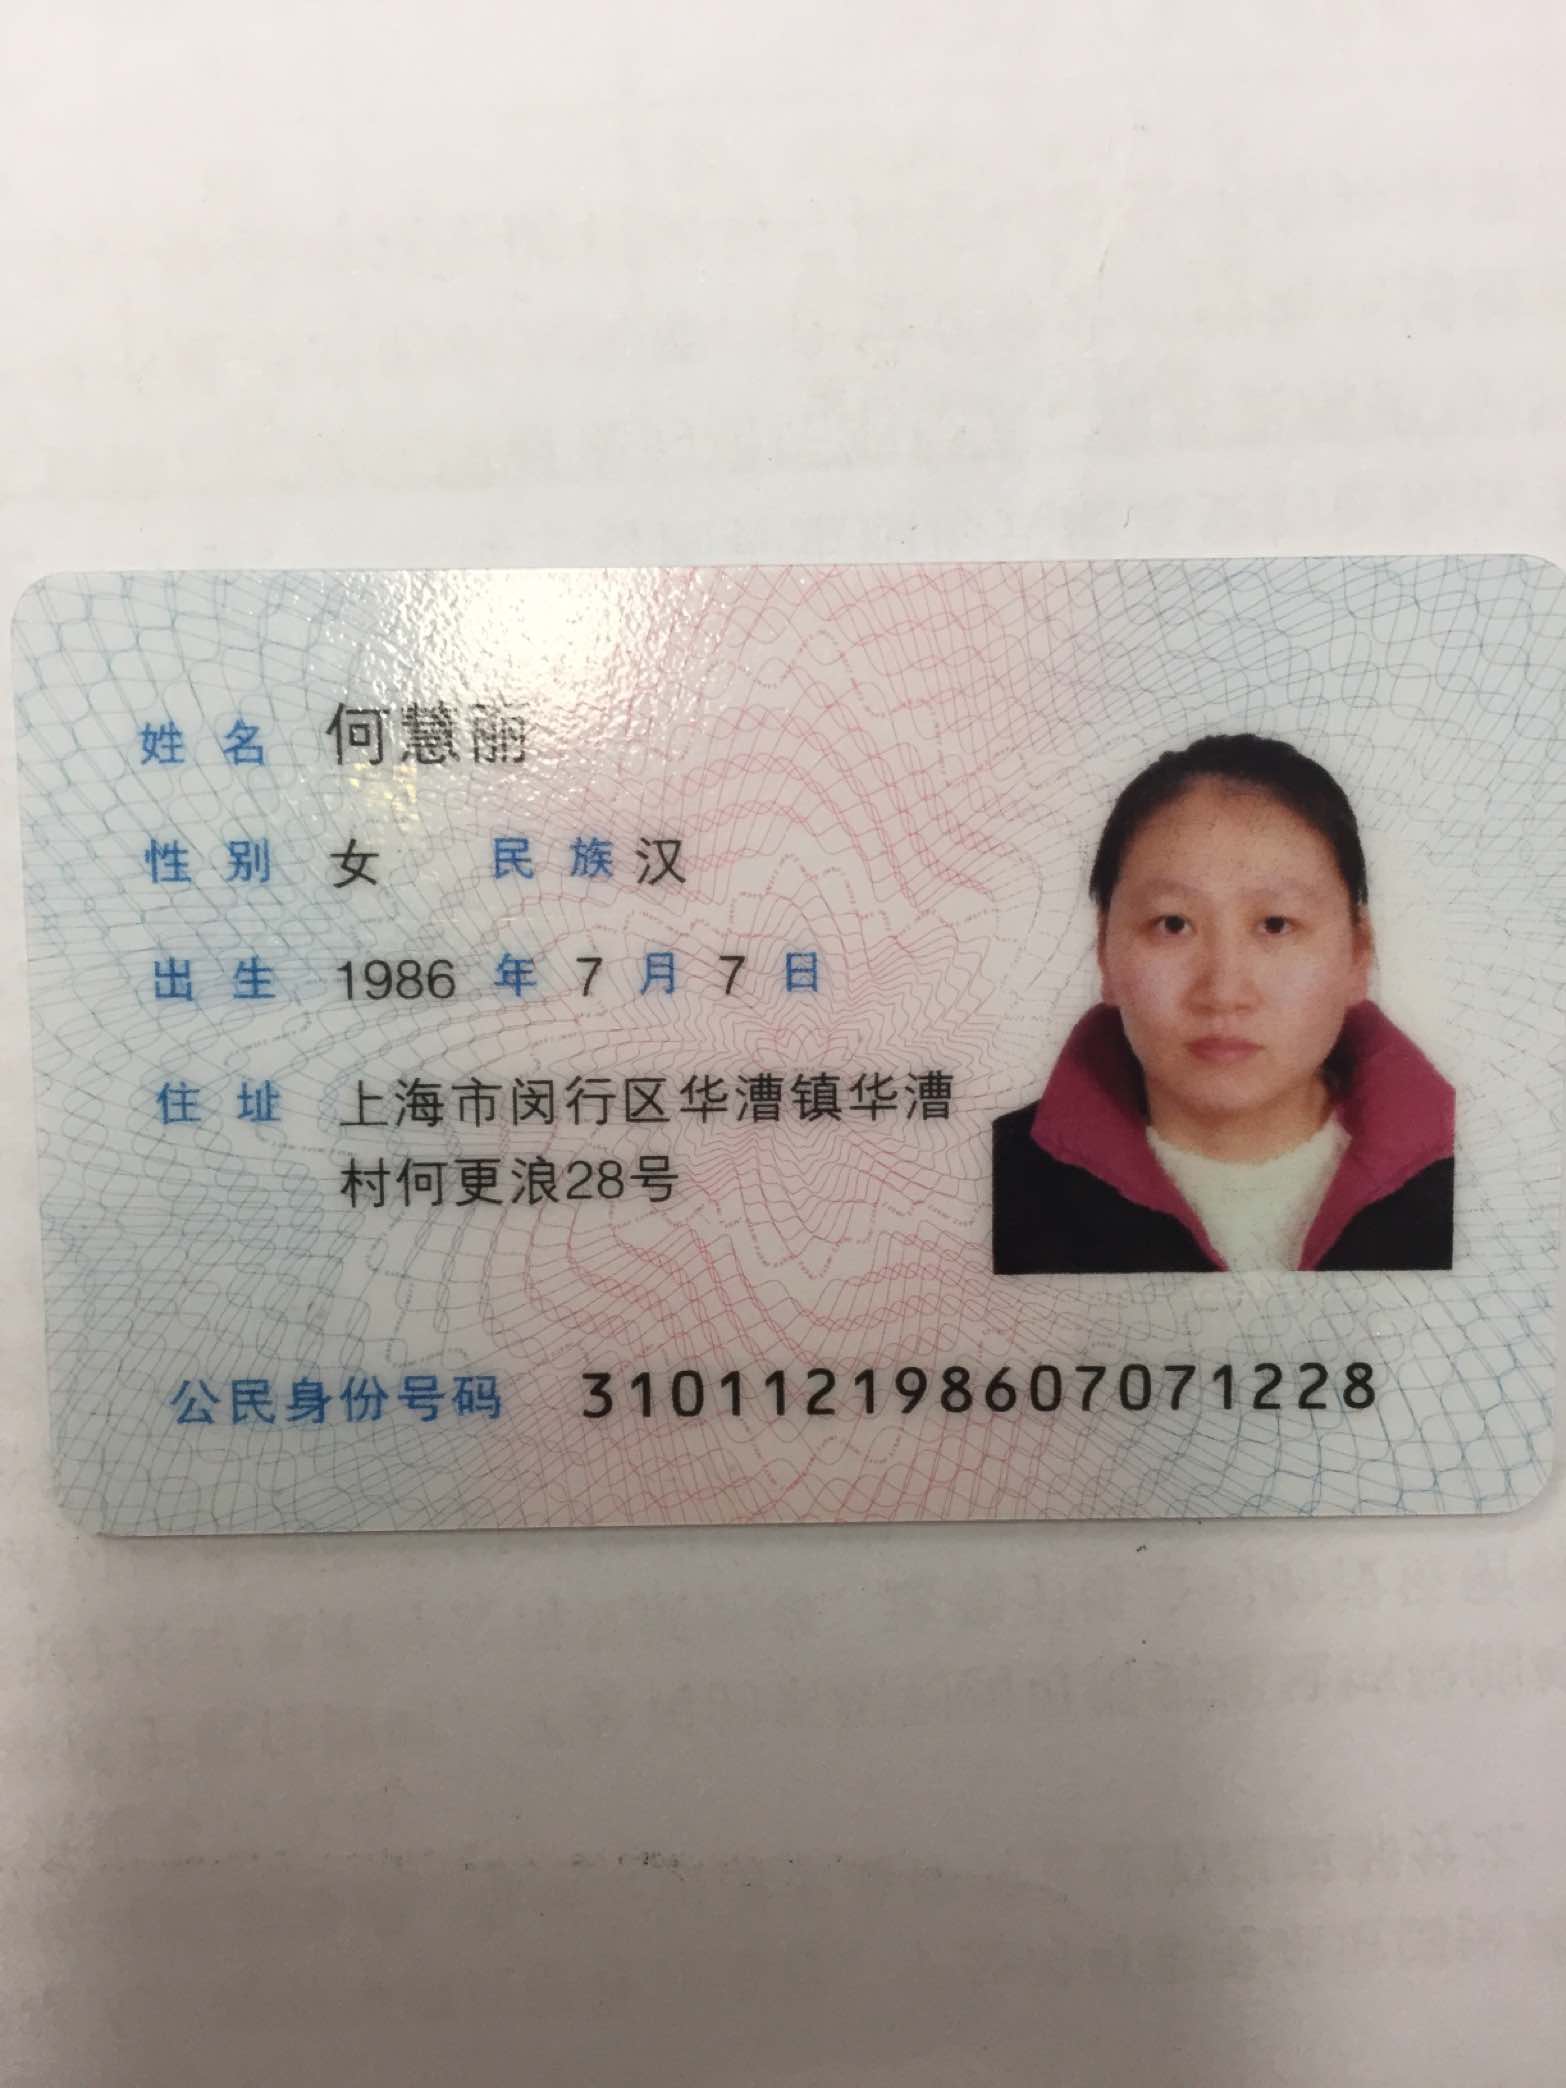 姓名 何慧丽
性别 女 民族 汉
出生 1986 年 7 月 7 日
住址 上海市闵行区华漕镇华漕
村何更浪28号
公民身份号码 310112198607071228